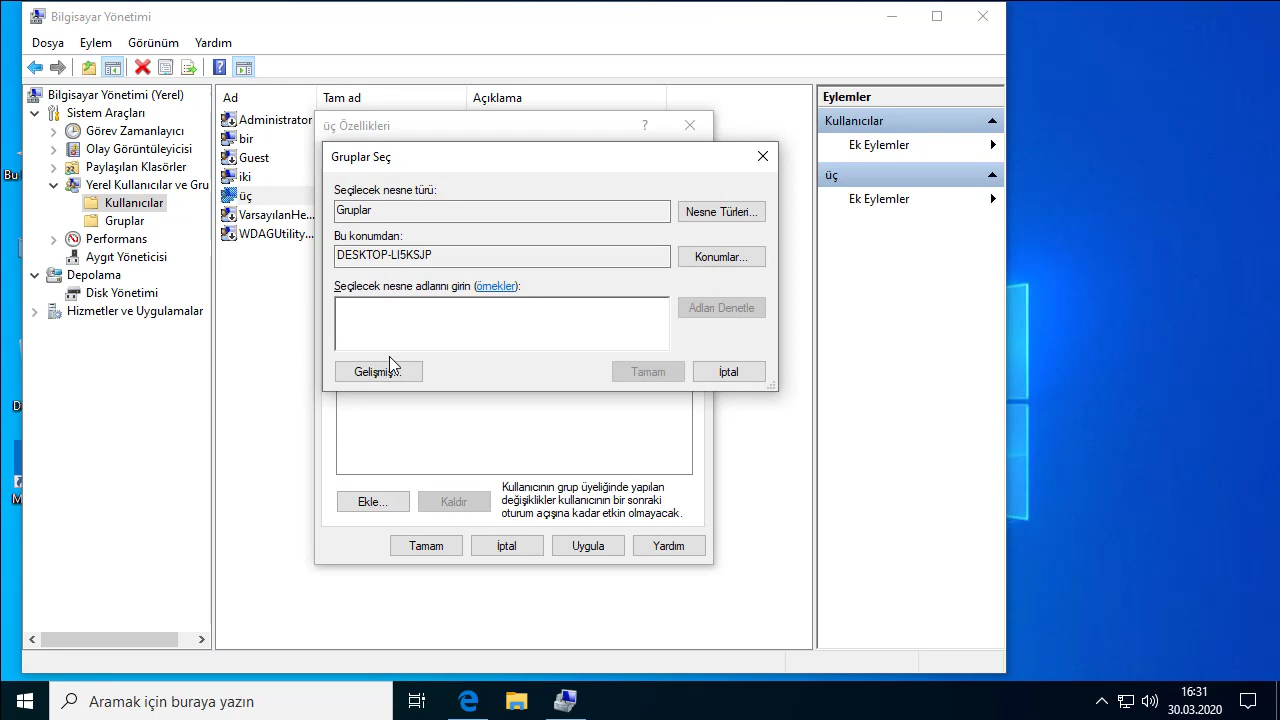 Bilgisayar Yönetimi
Dosya Eylem Görünüm Yardım
Bilgisayar Yönetimi (Yerel)
Sistem Araçları
Görev Zamanlayıcı
Olay Görüntüleyicisi
Paylaşılan Klasörler
Yerel Kullanıcılar ve Gru
Kullanıcılar
Gruplar
Performans
Aygıt Yöneticisi
Depolama
Disk Yönetimi
Hizmetler ve Uygulamalar
Ad Tam ad Açıklama
Administrator
bir
Guest
iki
üç
VarsayılanHe...
WDAGUtility...
üç Özellikleri
?
Gruplar Seç
Seçilecek nesne türü:
Gruplar
Nesne Türleri...
Bu konumdan:
DESKTOP-LI5KSJP
Konumlar...
Seçilecek nesne adlarını girin (örnekler):
Adları Denetle
Gelişmiş...
Tamam
İptal
Ekle...
Kaldır
Kullanıcının grup üyeliğinde yapılan
değişiklikler kullanıcının bir sonraki
oturum açışına kadar etkin olmayacak.
Tamam
İptal
Uygula
Yardım
Eylemler
Kullanıcılar
Ek Eylemler
üç
Ek Eylemler
Bu
Aramak için buraya yazın
16:31
30.03.2020